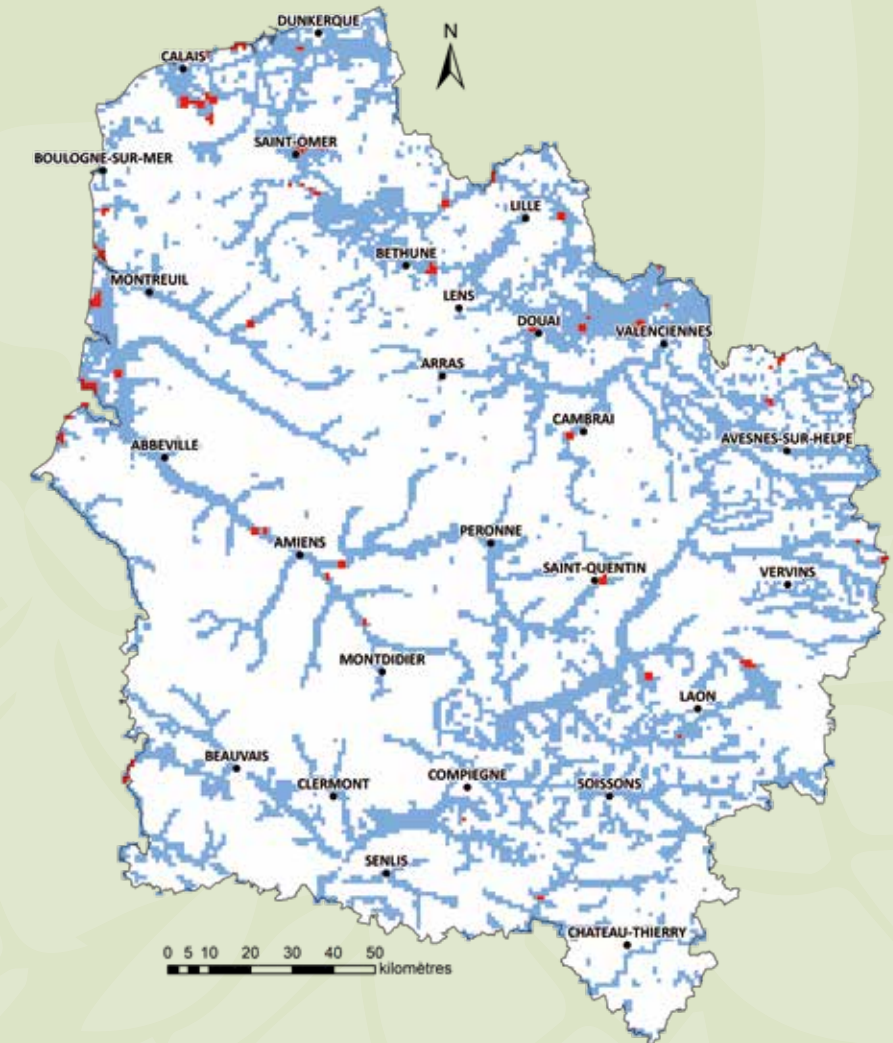 DUNKERQUE
N
CALAIS
SAINT-OMER
BOULOGNE-SUR-MER
LILLE
BETHUNE
MONTREUIL
LENS
DOUAI
VALENCIENNES
ARRAS
CAMBRAI
AVESNES-SUR-HELPE
ABBEVILLE
PERONNE
AMIENS
SAINT-QUENTIN
VERVINS
MONTDIDIER
LAON
BEAUVAIS
CLERMONT
COMPIEGNE
SOISSONS
SENLIS
CHATEAU-THIERRY
0 5 10 20 30 40 50
kilomètres